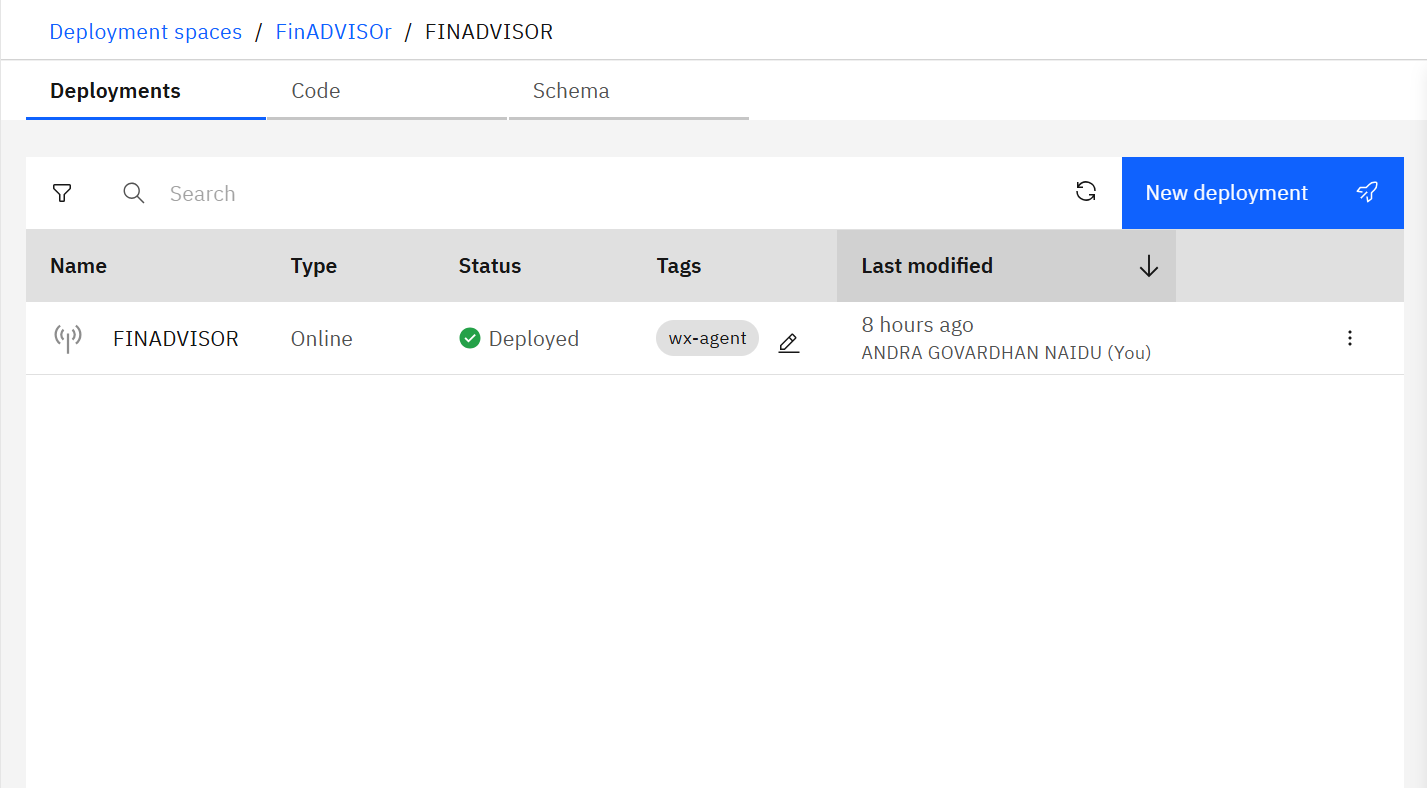 Deployment spaces / FinADVISOr / FINADVISOR
Deployments Code Schema
Search New deployment
Name Type Status Tags Last modified
FINADVISOR Online Deployed wx-agent 8 hours ago
ANDRA GOVARDHAN NAIDU (You)